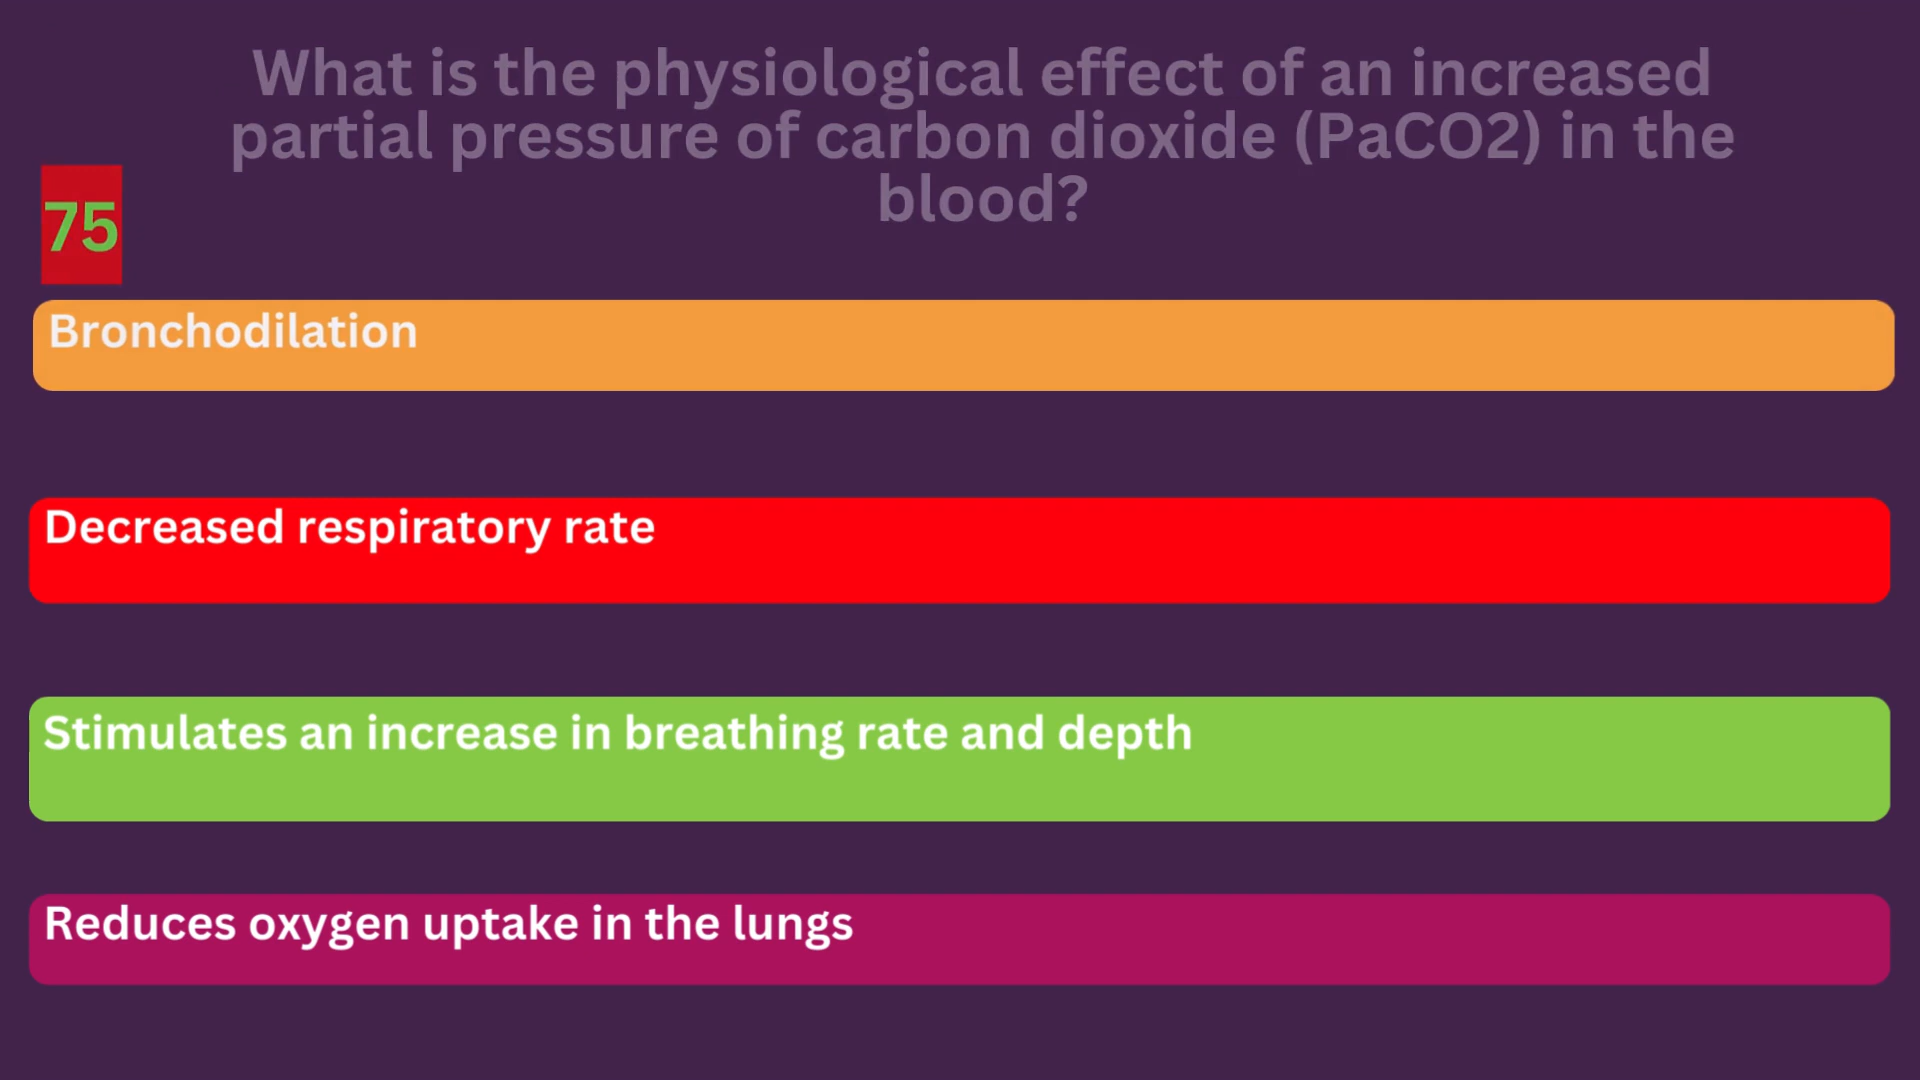 What is the physiological effect of an increased
partial pressure of carbon dioxide (PaCO2) in the
blood?
75
Bronchodilation
Decreased respiratory rate
Stimulates an increase in breathing rate and depth
Reduces oxygen uptake in the lungs